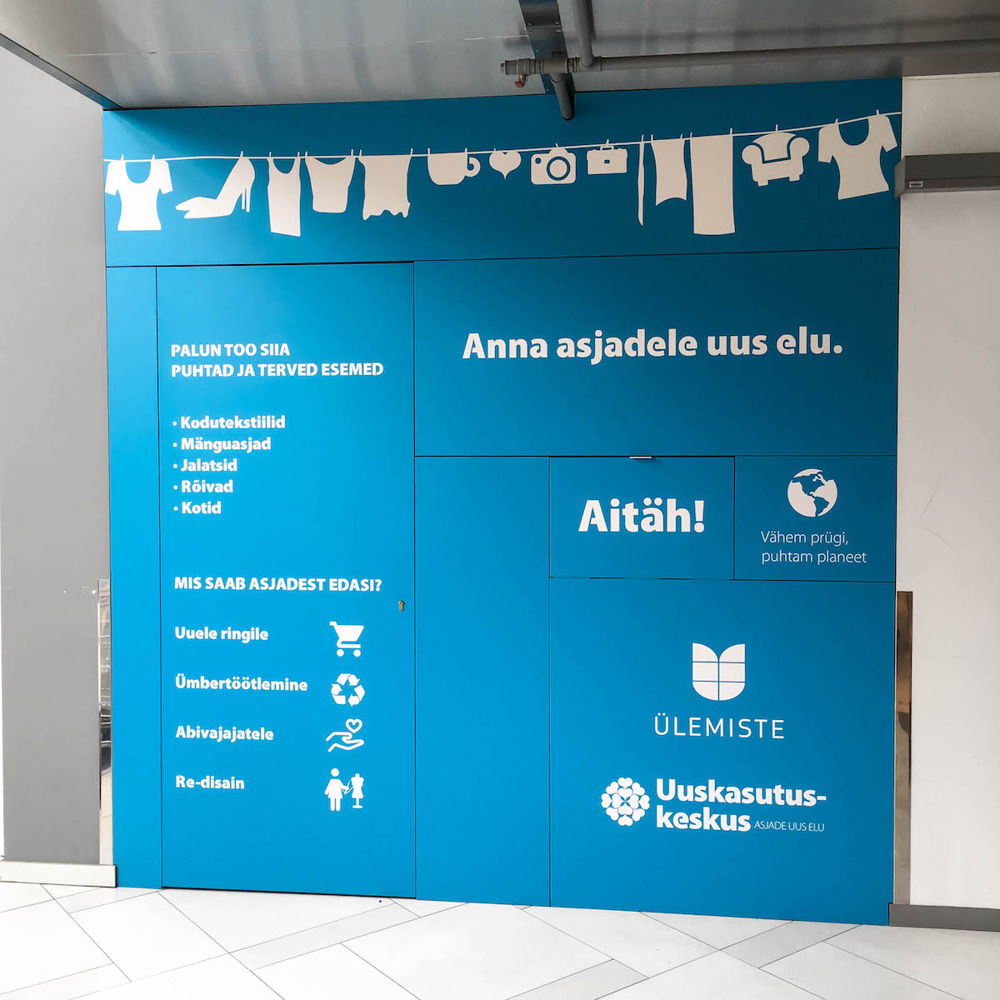 PALUN TOO SIIA
PUHTAD JA TERVED ESEMED
• Kodutekstiilid
• Mänguasjad
• Jalatsid
• Rõivad
• Kotid
MIS SAAB ASJADEST EDASI?
Uuele ringile
Ümbertöötlemine
Abivajajatele
Re-disain
Anna asjadele uus elu.
Aitäh!
Vähem prügi,
puhtam planeet
ÜLEMISTE
Uuskasutus-
keskus ASJADE UUS ELU